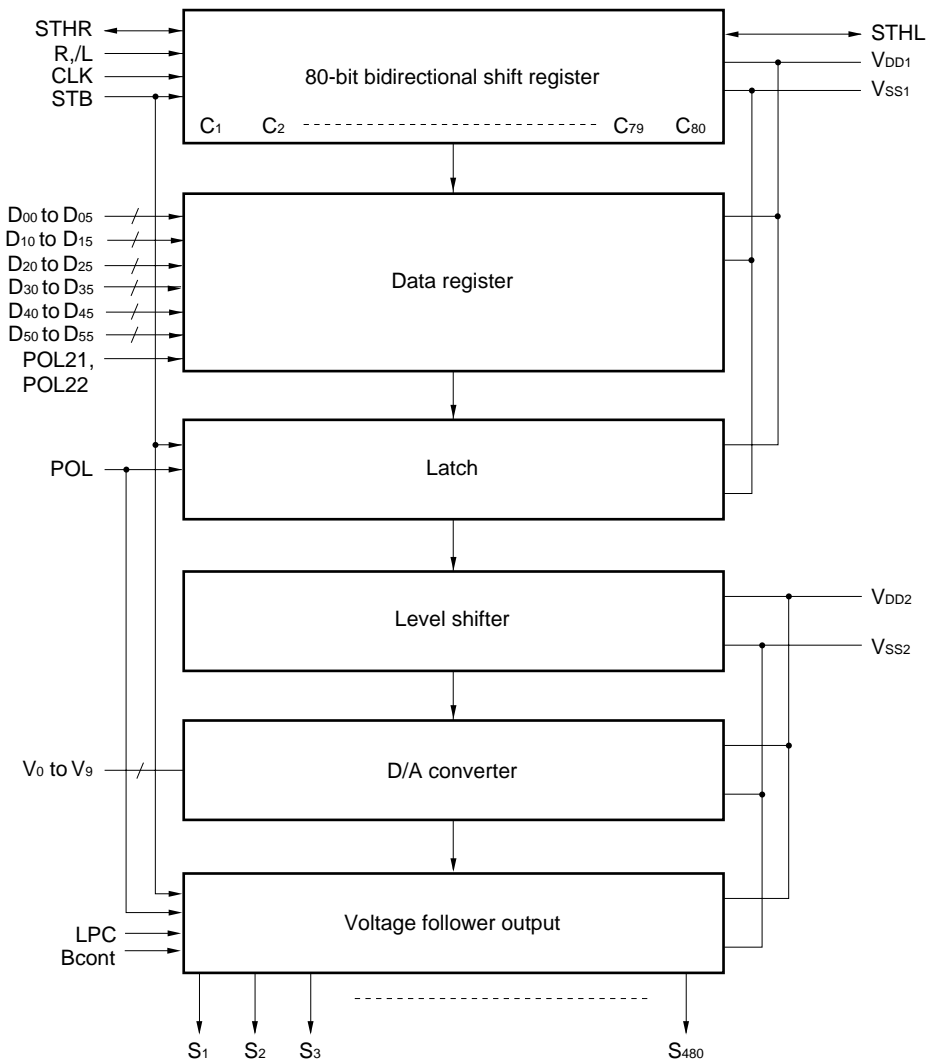 STHR
R,/L
CLK
STB
80-bit bidirectional shift register
C1 C2 C79 C80
STHL
VDD1
VSS1
D00 to D05
D10 to D15
D20 to D25
D30 to D35
D40 to D45
D50 to D55
POL21,
POL22
Data register
POL
Latch
Level shifter
VDD2
VSS2
V0 to V9
D/A converter
LPC
Bcont
Voltage follower output
S1 S2 S3 S480